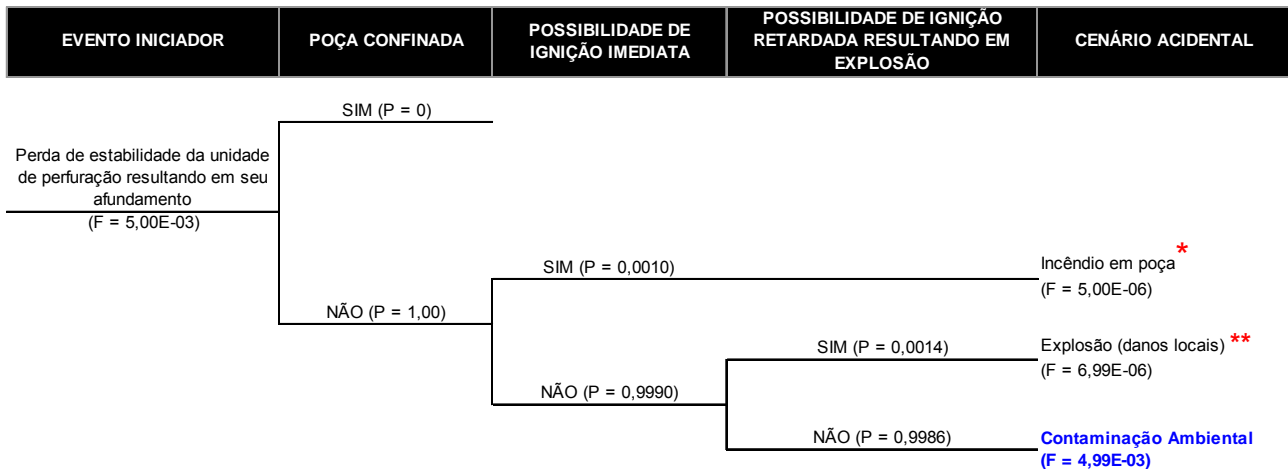 EVENTO INICIADOR
POÇA CONFINADA
POSSIBILIDADE DE
IGNIÇÃO IMEDIATA
POSSIBILIDADE DE IGNIÇÃO
RETARDADA RESULTANDO EM
EXPLOSÃO
CENÁRIO ACIDENTAL
SIM (P = 0)
Perda de estabilidade da unidade
de perfuração resultando em seu
afundamento
(F = 5,00E-03)
SIM (P = 0,0010)
Incêndio em poça *
(F = 5,00E-06)
NÃO (P = 1,00)
SIM (P = 0,0014)
Explosão (danos locais) **
(F = 6,99E-06)
NÃO (P = 0,9990)
NÃO (P = 0,9986)
Contaminação Ambiental
(F = 4,99E-03)